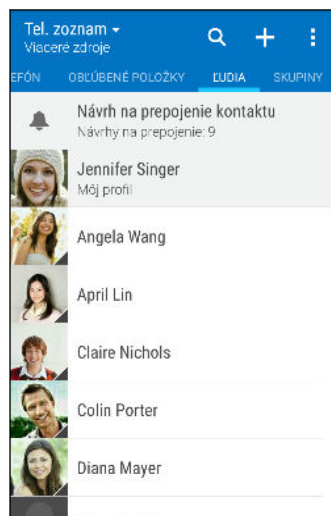 Tel. zoznam
Viaceré zdroje
EFÓN OBĽÚBENÉ POLOŽKY ĽUDIA SKUPINY
Návrh na prepojenie kontaktu
Návrhy na prepojenie: 9
Jennifer Singer
Môj profil
Angela Wang
April Lin
Claire Nichols
Colin Porter
Diana Mayer